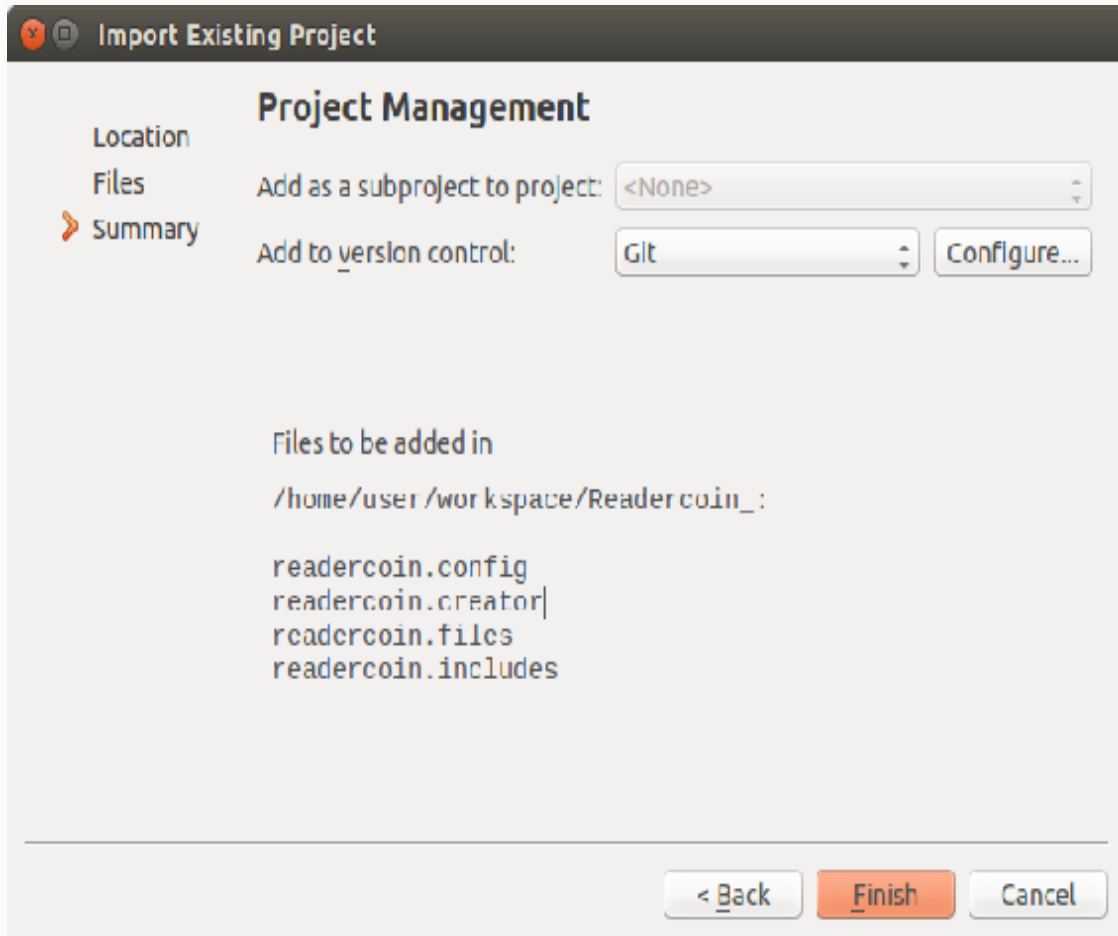 Import Existing Project
Location
Files
Summary
Project Management
Add as a subproject to project: <None>
Add to version control: Git Configure...
Files to be added in
/home/user/workspace/Readercoin_:
readercoin.config
readercoin.creator
readercoin.files
readercoin.includes
< Back Finish Cancel